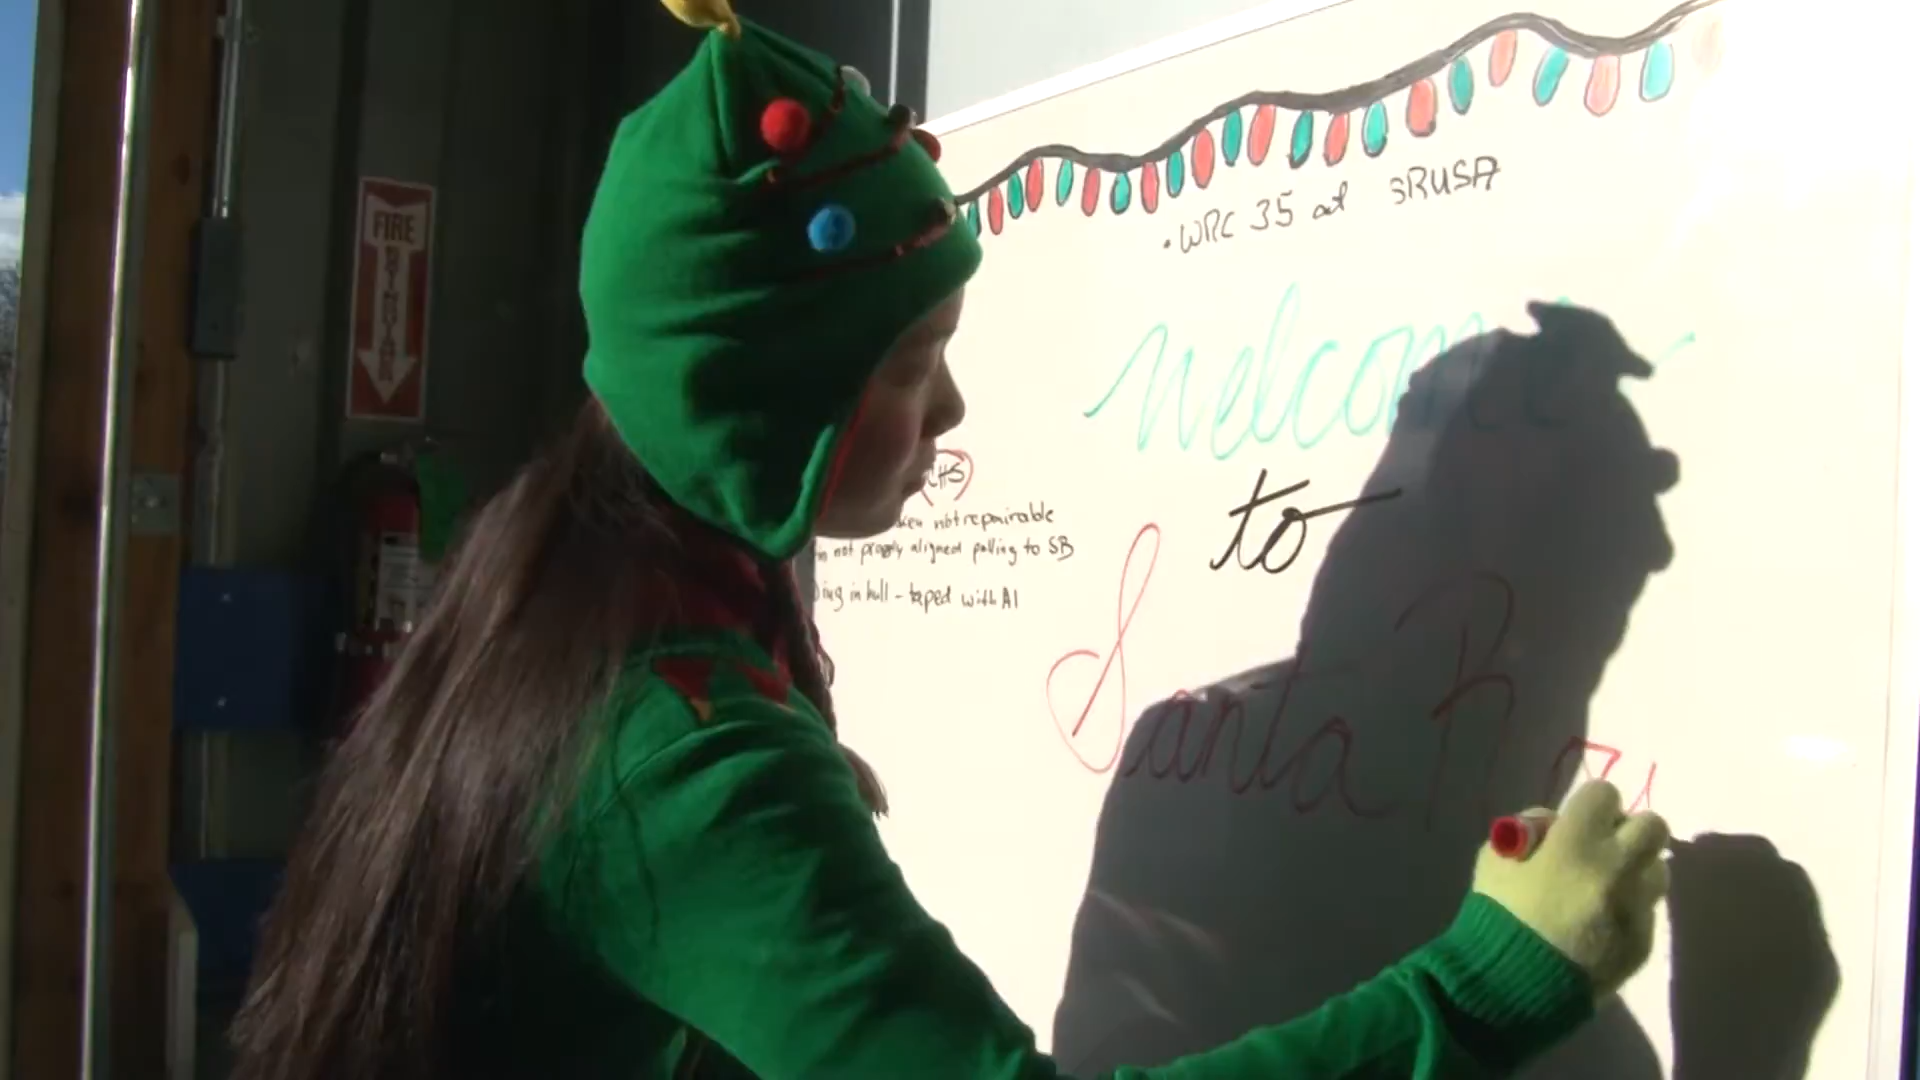 FIRE
• WRC 35 at SRUSA
Welcome
to
Santa
not repairable
not properly aligned pulling to SB
in hull - taped with Al